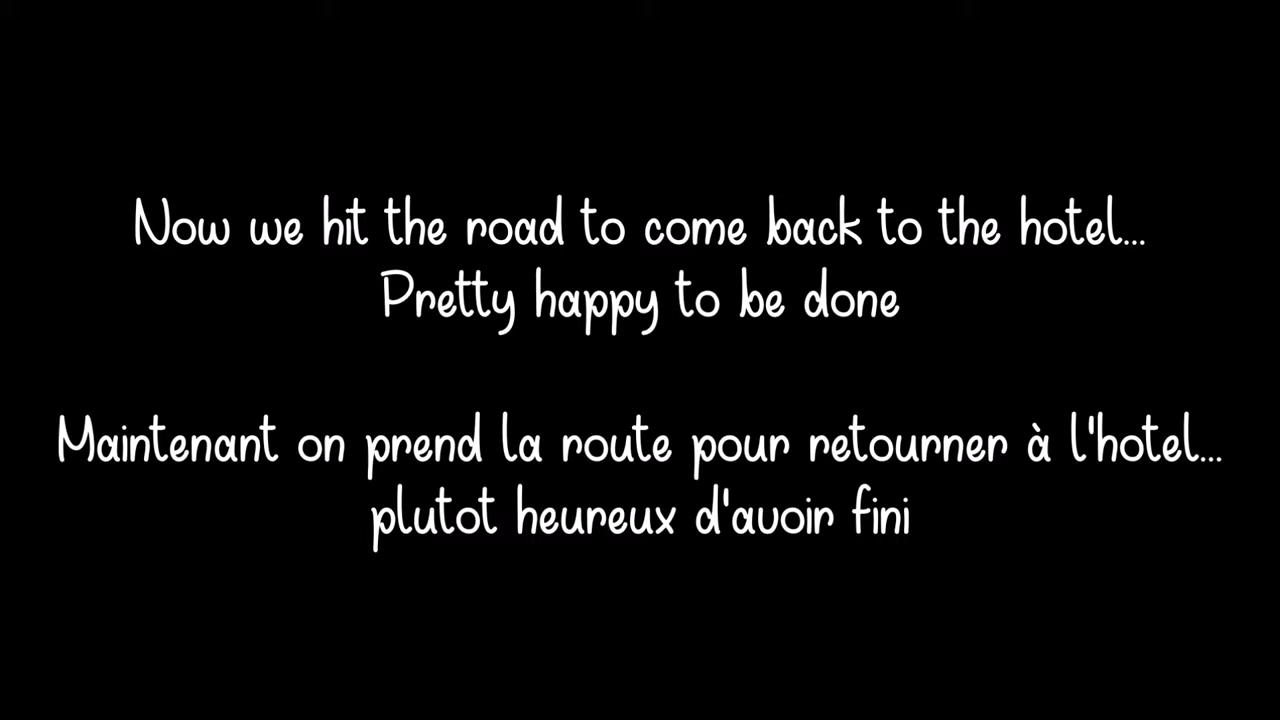 Now we hit the road to come back to the hotel...
Pretty happy to be done
Maintenant on prend la route pour retourner à l'hotel...
plutot heureux d'avoir fini